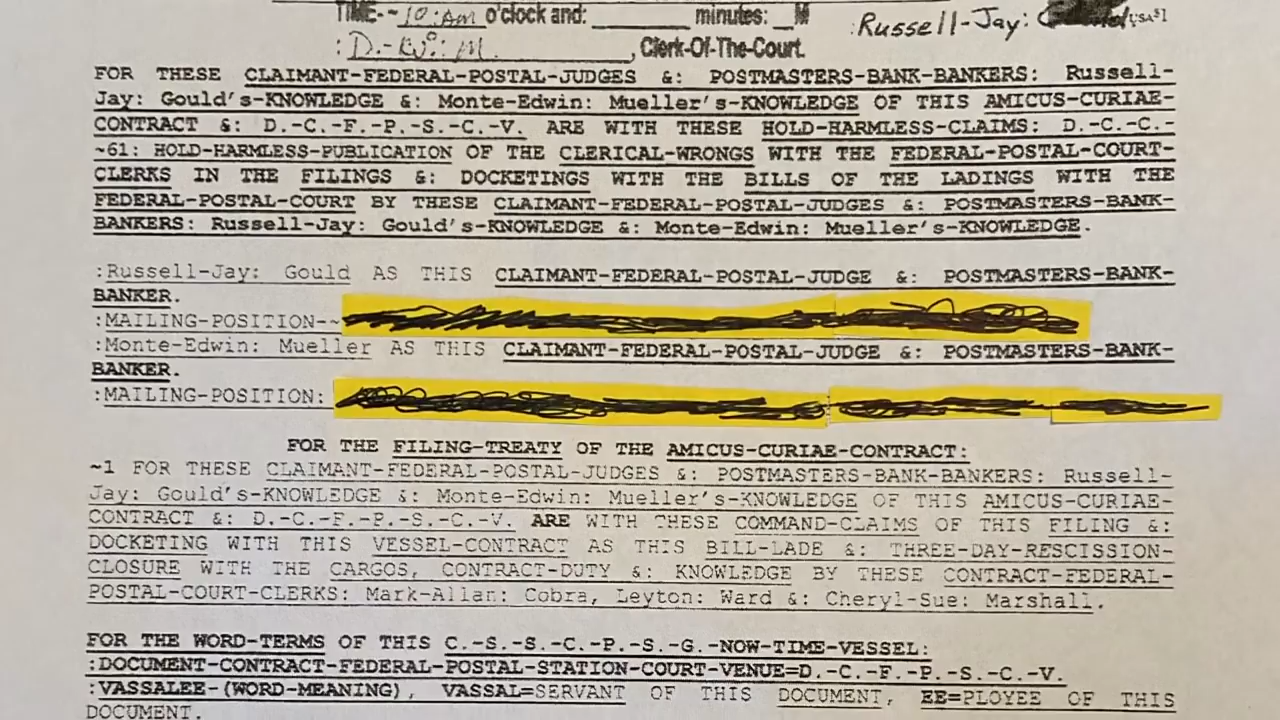 TIME- ~ 10:Am o'clock and: ________ minutes: __M
:Russell-Jay:
: D.-W.: M. , Clerk-Of-The-Court.
FOR THESE CLAIMANT-FEDERAL-POSTAL-JUDGES &: POSTMASTERS-BANK-BANKERS: Russell-
Jay: Gould's-KNOWLEDGE &: Monte-Edwin: Mueller's-KNOWLEDGE OF THIS AMICUS-CURIAE-
CONTRACT &: D.-C.-F.-P.-S.-C.-V. ARE WITH THESE HOLD-HARMLESS-CLAIMS: D.-C.-C.-
~61: HOLD-HARMLESS-PUBLICATION OF THE CLERICAL-WRONGS WITH THE FEDERAL-POSTAL-COURT-
CLERKS IN THE FILINGS &: DOCKETINGS WITH THE BILLS OF THE LADINGS WITH THE
FEDERAL-POSTAL-COURT BY THESE CLAIMANT-FEDERAL-POSTAL-JUDGES &: POSTMASTERS-BANK-
BANKERS: Russell-Jay: Gould's-KNOWLEDGE &: Monte-Edwin: Mueller's-KNOWLEDGE.
:Russell-Jay: Gould AS THIS CLAIMANT-FEDERAL-POSTAL-JUDGE &: POSTMASTERS-BANK-
BANKER.
:MAILING-POSITION-~
:Monte-Edwin: Mueller AS THIS CLAIMANT-FEDERAL-POSTAL-JUDGE &: POSTMASTERS-BANK-
BANKER.
:MAILING-POSITION:
FOR THE FILING-TREATY OF THE AMICUS-CURIAE-CONTRACT:
~1 FOR THESE CLAIMANT-FEDERAL-POSTAL-JUDGES &: POSTMASTERS-BANK-BANKERS: Russell-
Jay: Gould's-KNOWLEDGE &: Monte-Edwin: Mueller's-KNOWLEDGE OF THIS AMICUS-CURIAE-
CONTRACT &: D.-C.-F.-P.-S.-C.-V. ARE WITH THESE COMMAND-CLAIMS OF THIS FILING &:
DOCKETING WITH THIS VESSEL-CONTRACT AS THIS BILL-LADE &: THREE-DAY-RESCISSION-
CLOSURE WITH THE CARGOS, CONTRACT-DUTY &: KNOWLEDGE BY THESE CONTRACT-FEDERAL-
POSTAL-COURT-CLERKS: Mark-Allan: Cobra, Leyton: Ward &: Cheryl-Sue: Marshall.
FOR THE WORD-TERMS OF THIS C.-S.-S.-C.-P.-S.-G.-NOW-TIME-VESSEL:
:DOCUMENT-CONTRACT-FEDERAL-POSTAL-STATION-COURT-VENUE=D.-C.-F.-P.-S.-C.-V.
:VASSALEE-(WORD-MEANING), VASSAL=SERVANT OF THIS DOCUMENT, EE=PLOYEE OF THIS
DOCUMENT.